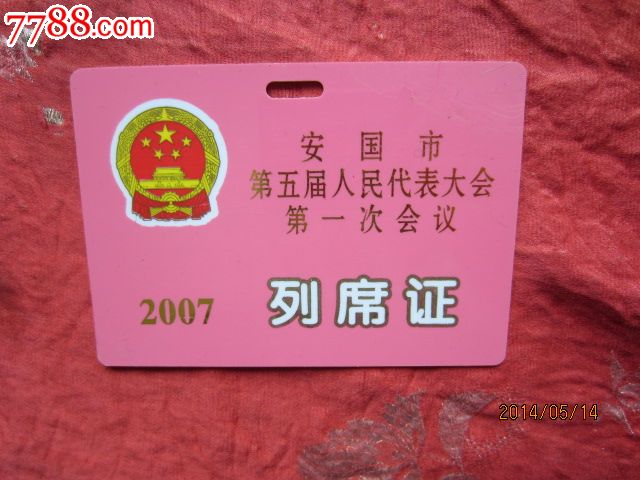 7788.com
安国市
第五届人民代表大会
第一次会议
2007 列席证
2014/05/14